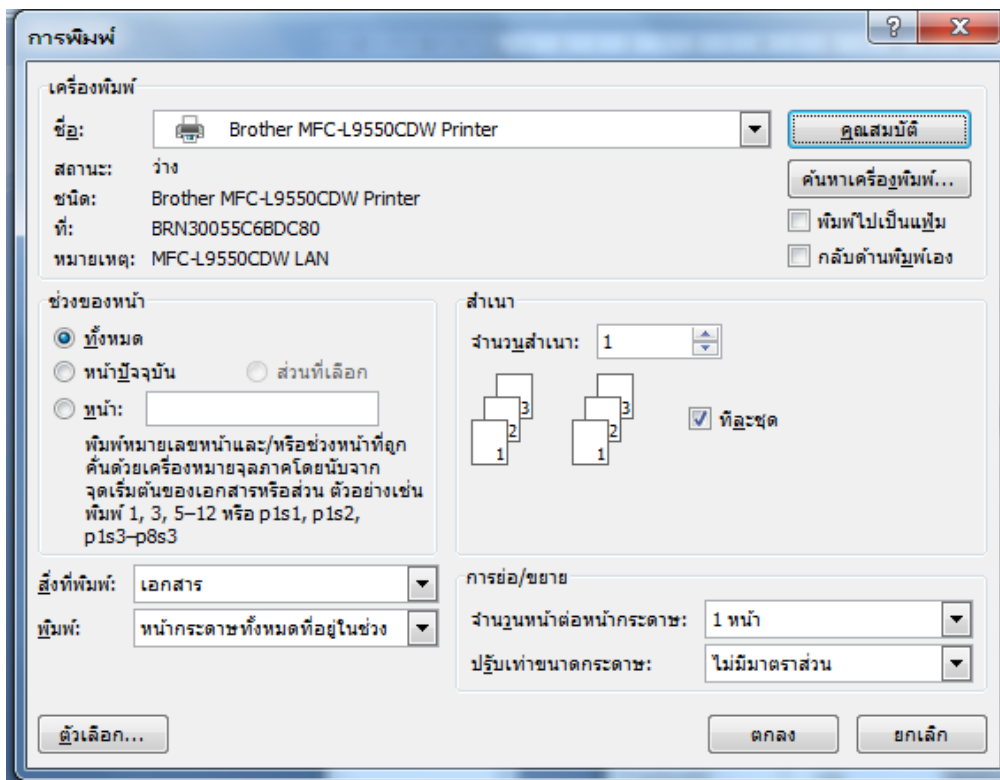 การพิมพ์
เครื่องพิมพ์
ชื่อ: Brother MFC-L9550CDW Printer
คุณสมบัติ
สถานะ: ว่าง
ชนิด: Brother MFC-L9550CDW Printer
ที่: BRN30055C6BDC80
หมายเหตุ: MFC-L9550CDW LAN
ค้นหาเครื่องพิมพ์...
พิมพ์ไปเป็นแฟ้ม
กลับด้านพิมพ์เอง
ช่วงของหน้า
ทั้งหมด
หน้าปัจจุบัน ส่วนที่เลือก
หน้า:
พิมพ์หมายเลขหน้าและ/หรือช่วงหน้าที่ถูก
คั่นด้วยเครื่องหมายจุลภาคโดยนับจาก
จุดเริ่มต้นของเอกสารหรือส่วน ตัวอย่างเช่น
พิมพ์ 1, 3, 5–12 หรือ p1s1, p1s2,
p1s3–p8s3
สำเนา
จำนวนสำเนา: 1
3 3
2 2
1 1
ทีละชุด
สิ่งที่พิมพ์: เอกสาร
พิมพ์: หน้ากระดาษทั้งหมดที่อยู่ในช่วง
การย่อ/ขยาย
จำนวนหน้าต่อหน้ากระดาษ: 1 หน้า
ปรับเท่าขนาดกระดาษ: ไม่มีมาตราส่วน
ตัวเลือก... ตกลง ยกเลิก